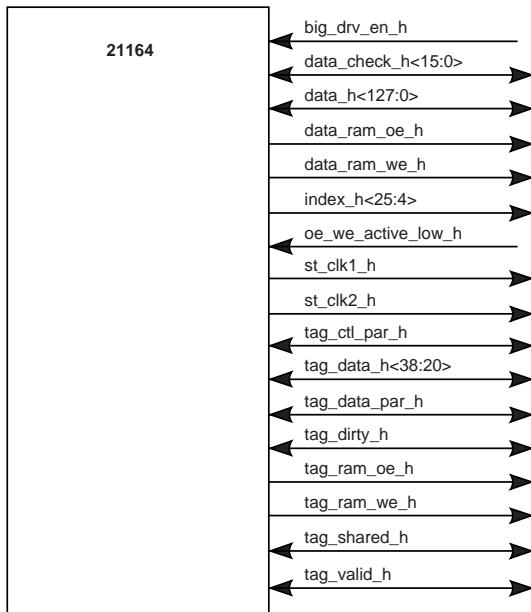 big_drv_en_h
21164
data_check_h<15:0>
data_h<127:0>
data_ram_oe_h
data_ram_we_h
index_h<25:4>
oe_we_active_low_h
st_clk1_h
st_clk2_h
tag_ctl_par_h
tag_data_h<38:20>
tag_data_par_h
tag_dirty_h
tag_ram_oe_h
tag_ram_we_h
tag_shared_h
tag_valid_h